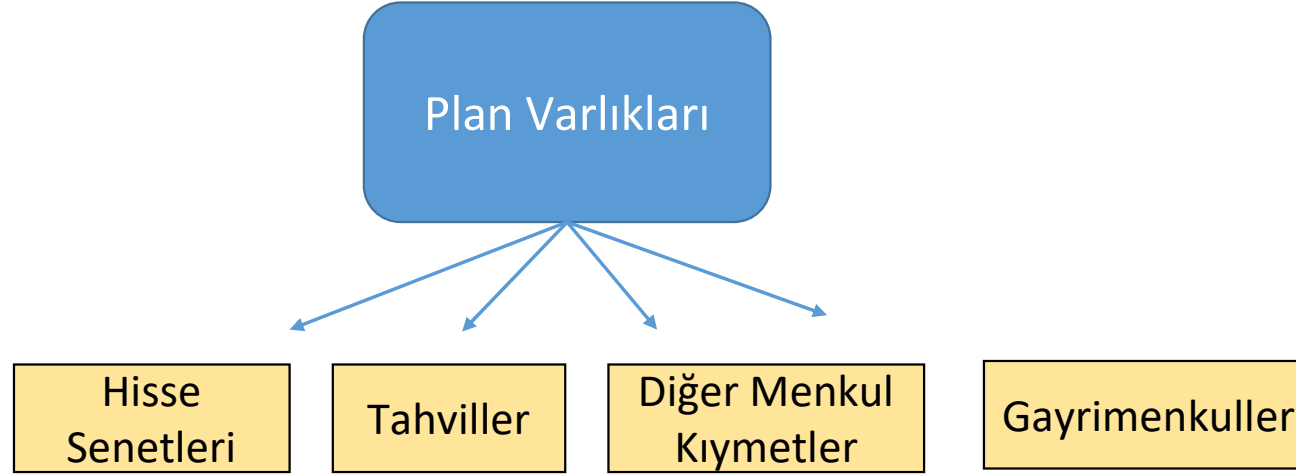 Plan Varlıkları
Hisse
Senetleri
Tahviller
Diğer Menkul
Kıymetler
Gayrimenkuller